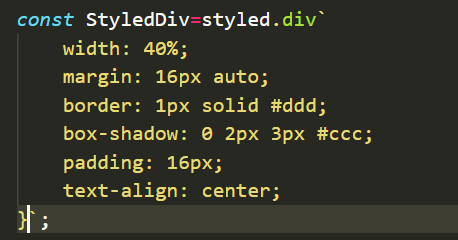 const StyledDiv=styled.div`
    width: 40%;
    margin: 16px auto;
    border: 1px solid #ddd;
    box-shadow: 0 2px 3px #ccc;
    padding: 16px;
    text-align: center;
}`;